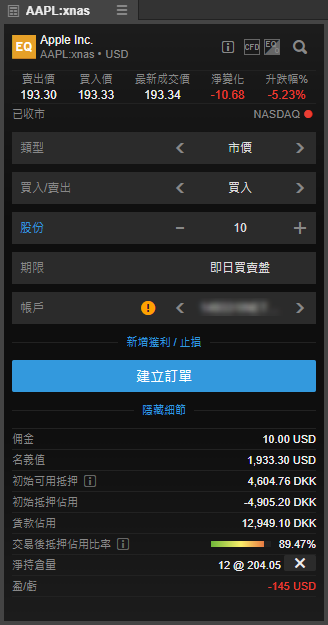 AAPL:xnas
EQ Apple Inc.
AAPL:xnas • USD
CFD EQ
賣出價 買入價 最新成交價 淨變化 升跌幅%
193.30 193.33 193.34 -10.68 -5.23%
已收市 NASDAQ
類型 市價
買入/賣出 買入
股份 10
期限 即日買賣盤
帳戶
新增獲利 / 止損
建立訂單
隱藏細節
佣金 10.00 USD
名義值 1,933.30 USD
初始可用抵押 4,604.76 DKK
初始抵押佔用 -4,905.20 DKK
貨款佔用 12,949.10 DKK
交易後抵押佔用比率 89.47%
淨持倉量 12 @ 204.05
盈/虧 -145 USD